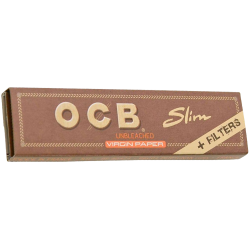 OCB Slim
UNBLEACHED
VIRGIN PAPER
+ FILTERS